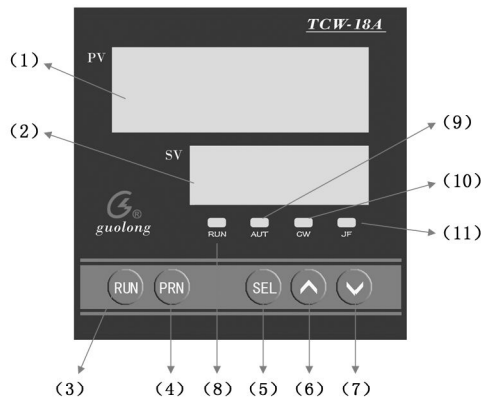 TCW-18A
PV
(1)
(2)
SV
(9)
(10)
® guolong
RUN AUT CW JF
(11)
RUN PRN SEL
(3) (4) (8) (5) (6) (7)